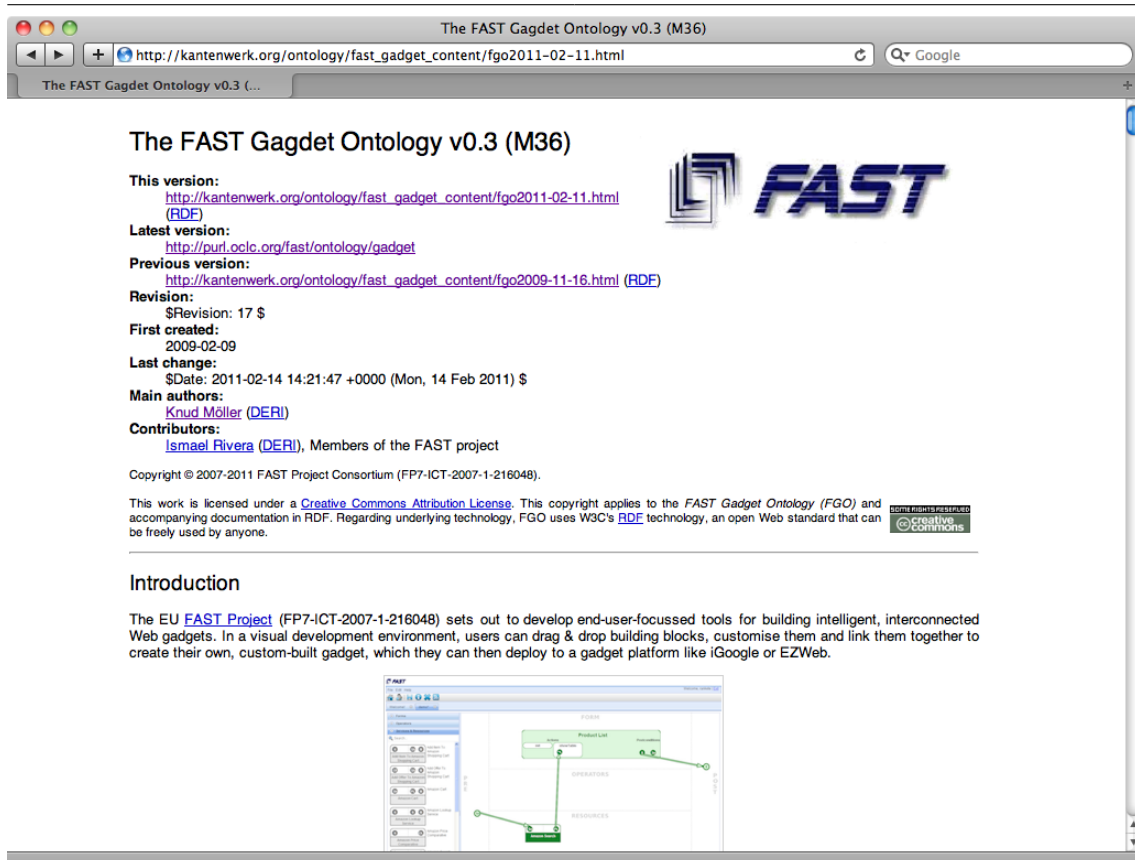 The FAST Gagdet Ontology v0.3 (M36)
http://kantenwerk.org/ontology/fast_gadget_content/fgo2011-02-11.html
Google
The FAST Gagdet Ontology v0.3 (...
The FAST Gagdet Ontology v0.3 (M36)
FAST
This version:
http://kantenwerk.org/ontology/fast_gadget_content/fgo2011-02-11.html
(RDF)
Latest version:
http://purl.oclc.org/fast/ontology/gadget
Previous version:
http://kantenwerk.org/ontology/fast_gadget_content/fgo2009-11-16.html (RDF)
Revision:
$Revision: 17 $
First created:
2009-02-09
Last change:
$Date: 2011-02-14 14:21:47 +0000 (Mon, 14 Feb 2011) $
Main authors:
Knud Möller (DERI)
Contributors:
Ismael Rivera (DERI), Members of the FAST project
Copyright © 2007-2011 FAST Project Consortium (FP7-ICT-2007-1-216048).
This work is licensed under a Creative Commons Attribution License. This copyright applies to the FAST Gadget Ontology (FGO) and
accompanying documentation in RDF. Regarding underlying technology, FGO uses W3C's RDF technology, an open Web standard that can
be freely used by anyone.
SOME RIGHTS RESERVED
cc creative
commons
Introduction
The EU FAST Project (FP7-ICT-2007-1-216048) sets out to develop end-user-focussed tools for building intelligent, interconnected
Web gadgets. In a visual development environment, users can drag & drop building blocks, customise them and link them together to
create their own, custom-built gadget, which they can then deploy to a gadget platform like iGoogle or EZWeb.
FAST
FORM
Product List
OPERATORS
RESOURCES
Amazon Search